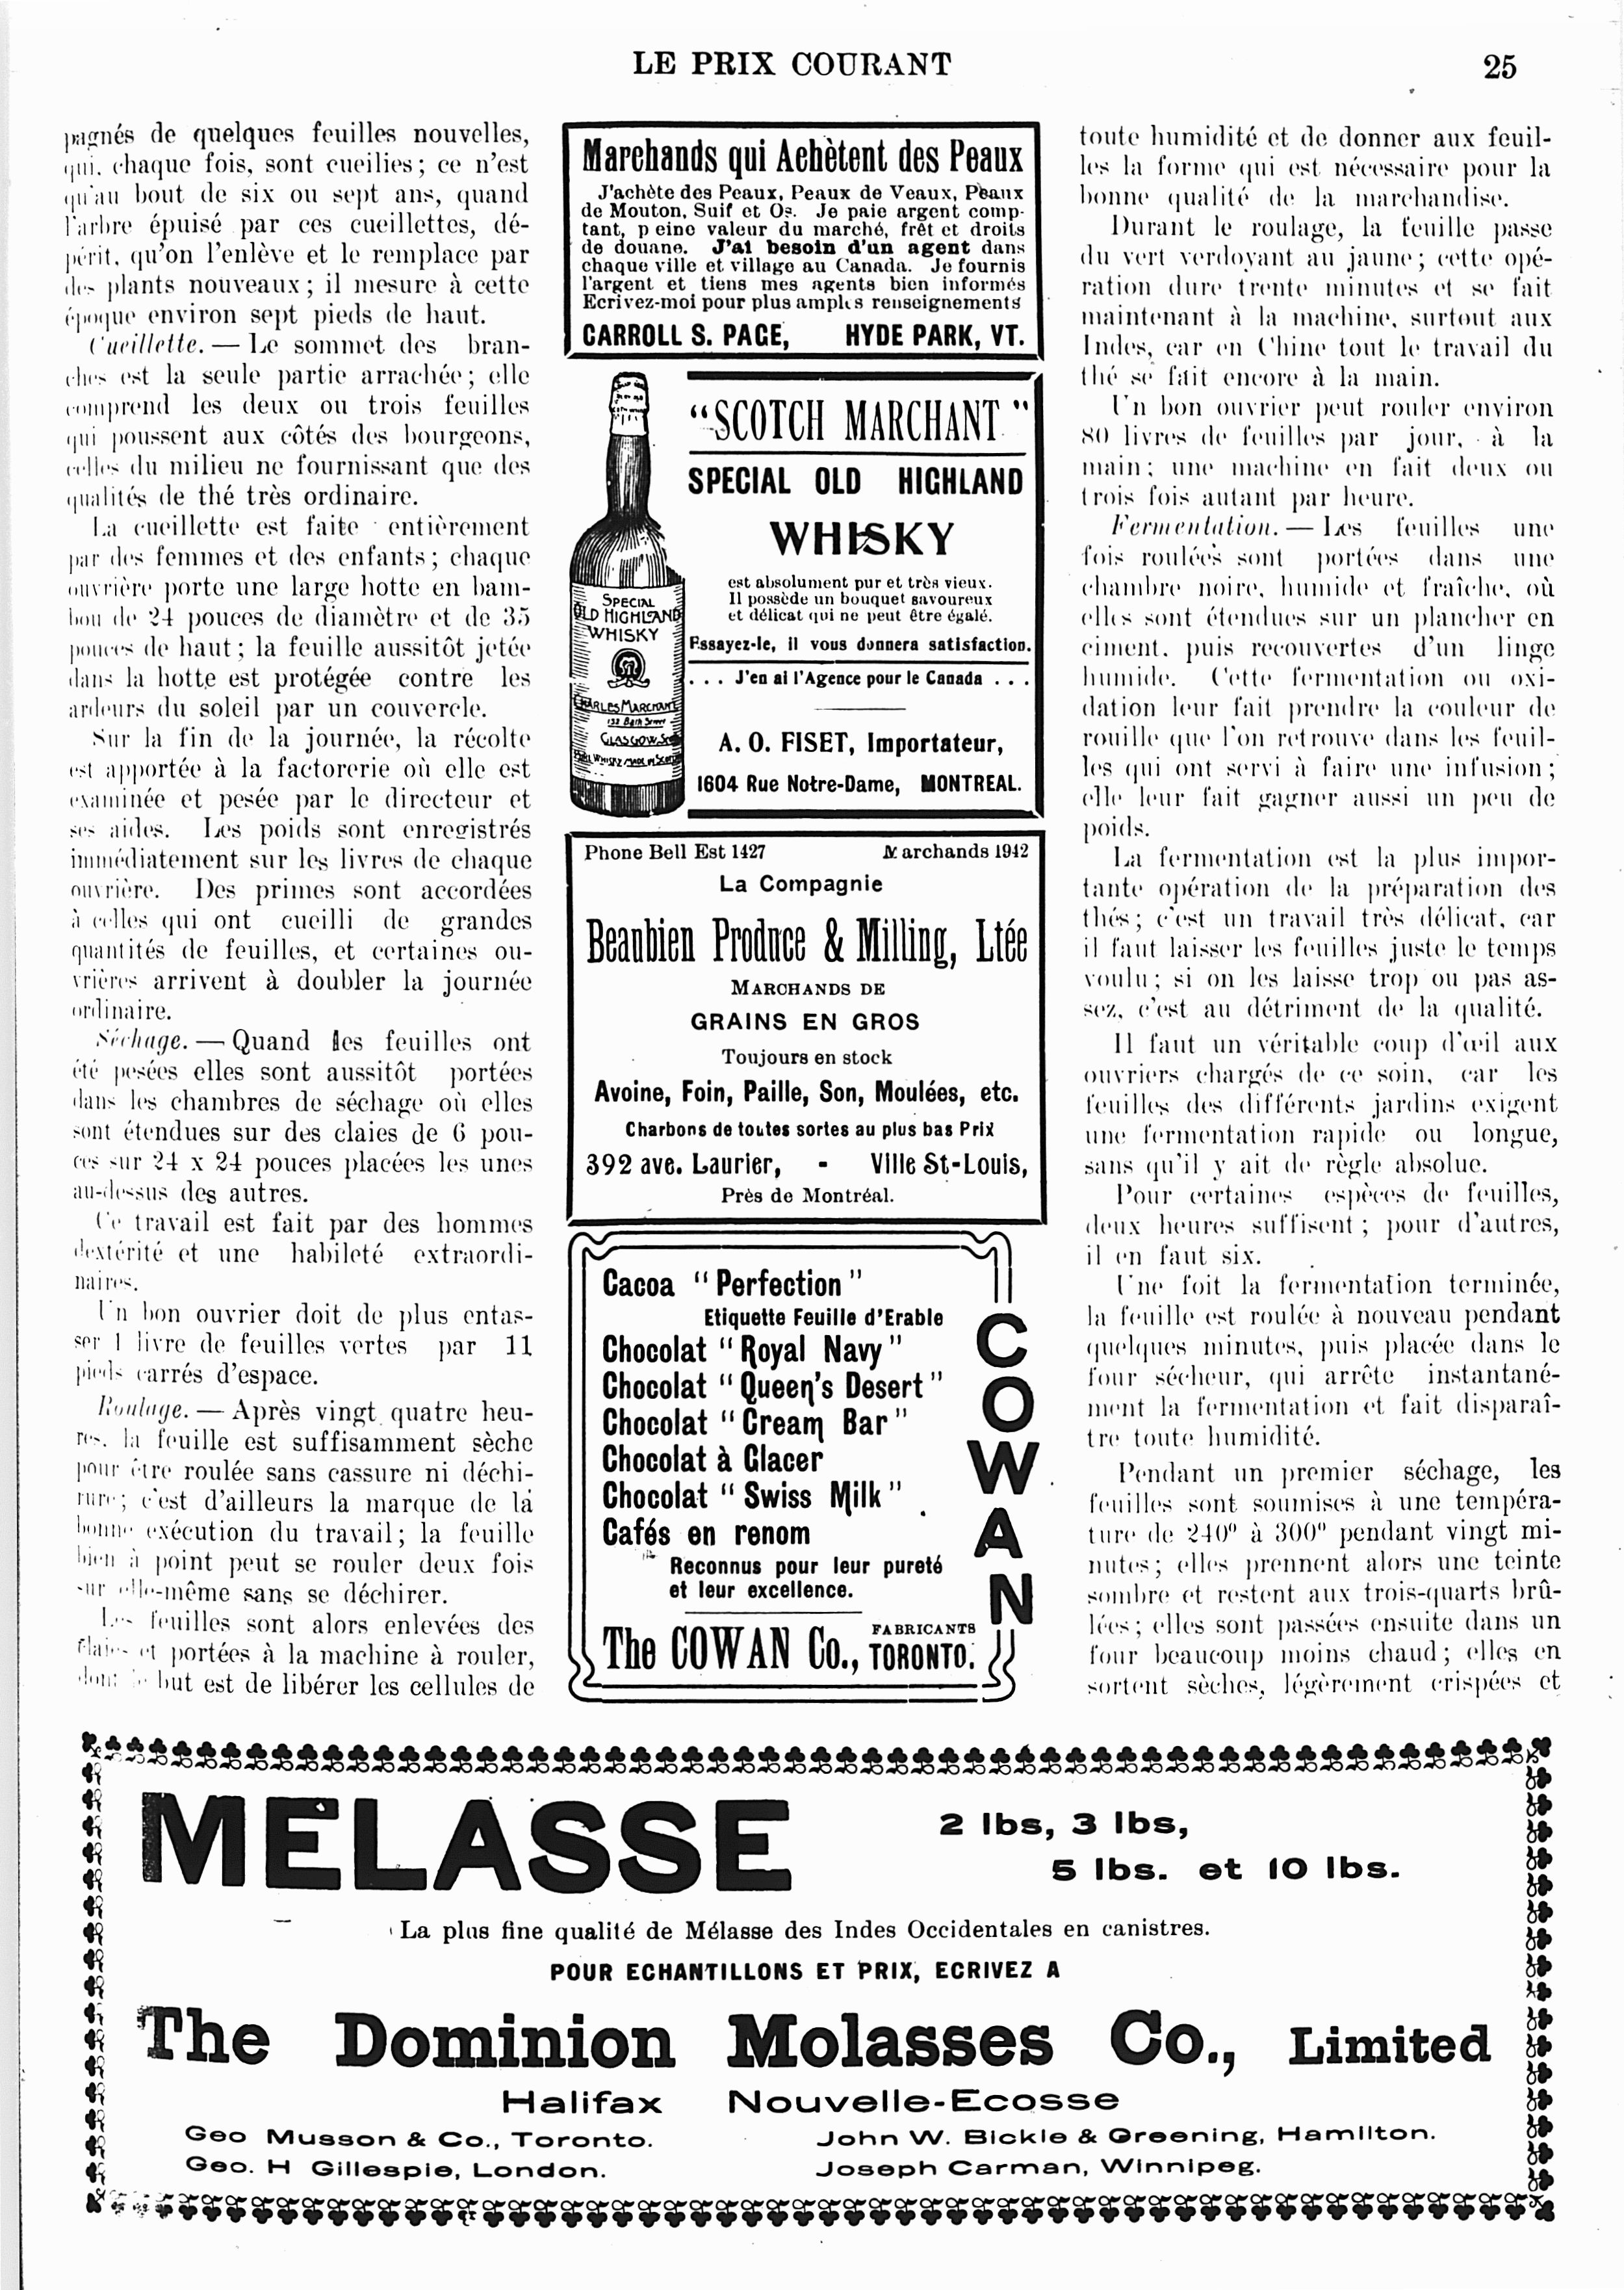 LE PRIX COURANT
25
pagnés de quelques feuilles nouvelles,
qui, chaque fois, sont cueilies; ce n'est
qu'au bout de six ou sept ans, quand
l'arbre épuisé par ces cueillettes, dé-
périt, qu'on l'enlève et le remplace par
des plants nouveaux; il mesure à cette
époque environ sept pieds de haut.
Cueillette. — Le sommet des bran-
ches est la seule partie arrachée; elle
comprend les deux ou trois feuilles
qui poussent aux côtés des bourgeons,
celles du milieu ne fournissant que des
qualités de thé très ordinaire.
La cueillette est faite entièrement
par des femmes et des enfants; chaque
ouvrière porte une large hotte en bam-
bou de 24 pouces de diamètre et de 35
pouces de haut; la feuille aussitôt jetée
dans la hotte est protégée contre les
ardeurs du soleil par un couvercle.
Sur la fin de la journée, la récolte
est apportée à la factorerie où elle est
examinée et pesée par le directeur et
ses aides. Les poids sont enregistrés
immédiatement sur les livres de chaque
ouvrière. Des primes sont accordées
à celles qui ont cueilli de grandes
quantités de feuilles, et certaines ou-
vrières arrivent à doubler la journée
ordinaire.
Séchage. — Quand les feuilles ont
été pesées elles sont aussitôt portées
dans les chambres de séchage où elles
sont étendues sur des claies de 6 pou-
ces sur 24 x 24 pouces placées les unes
au-dessus des autres.
Ce travail est fait par des hommes
dextérité et une habileté extraordi-
naires.
Un bon ouvrier doit de plus entas-
ser 1 livre de feuilles vertes par 11
pieds carrés d'espace.
Roulage. — Après vingt quatre heu-
res, la feuille est suffisamment sèche
pour être roulée sans cassure ni déchi-
rure; c'est d'ailleurs la marque de la
bonne exécution du travail; la feuille
bien à point peut se rouler deux fois
sur elle-même sans se déchirer.
Les feuilles sont alors enlevées des
claies et portées à la machine à rouler,
dont le but est de libérer les cellules de
Marchands qui Achètent des Peaux
J'achète des Peaux, Peaux de Veaux, Peaux
de Mouton, Suif et Os. Je paie argent comp-
tant, p eine valeur du marché, frêt et droits
de douane. J'ai besoin d'un agent dans
chaque ville et village au Canada. Je fournis
l'argent et tiens mes agents bien informés
Ecrivez-moi pour plus amples renseignements
CARROLL S. PAGE, HYDE PARK, VT.
SPECIAL
OLD HIGHLAND
WHISKY
CHARLES MARCHANT
132 Bath Street
GLASGOW
"SCOTCH MARCHANT"
SPECIAL OLD HIGHLAND
WHISKY
est absolument pur et très vieux.
Il possède un bouquet savoureux
et délicat qui ne peut être égalé.
Essayez-le, il vous donnera satisfaction.
. . . J'en ai l'Agence pour le Canada . . .
A. O. FISET, Importateur,
1604 Rue Notre-Dame, MONTREAL.
Phone Bell Est 1427 Marchands 1942
La Compagnie
Beaubien Produce & Milling, Ltée
MARCHANDS DE
GRAINS EN GROS
Toujours en stock
Avoine, Foin, Paille, Son, Moulées, etc.
Charbons de toutes sortes au plus bas Prix
392 ave. Laurier, - Ville St-Louis,
Près de Montréal.
Cacoa "Perfection"
Etiquette Feuille d'Erable
Chocolat "Royal Navy"
Chocolat "Queen's Desert"
Chocolat "Cream Bar"
Chocolat à Glacer
Chocolat "Swiss Milk"
Cafés en renom
Reconnus pour leur pureté
et leur excellence.
COWAN
FABRICANTS
The COWAN Co., TORONTO.
toute humidité et de donner aux feuil-
les la forme qui est nécessaire pour la
bonne qualité de la marchandise.
Durant le roulage, la feuille passe
du vert verdoyant au jaune; cette opé-
ration dure trente minutes et se fait
maintenant à la machine, surtout aux
Indes, car en Chine tout le travail du
thé se fait encore à la main.
Un bon ouvrier peut rouler environ
80 livres de feuilles par jour, à la
main; une machine en fait deux ou
trois fois autant par heure.
Fermentation. — Les feuilles une
fois roulées sont portées dans une
chambre noire, humide et fraîche, où
elles sont étendues sur un plancher en
ciment, puis recouvertes d'un linge
humide. Cette fermentation ou oxi-
dation leur fait prendre la couleur de
rouille que l'on retrouve dans les feuil-
les qui ont servi à faire une infusion;
elle leur fait gagner aussi un peu de
poids.
La fermentation est la plus impor-
tante opération de la préparation des
thés; c'est un travail très délicat, car
il faut laisser les feuilles juste le temps
voulu; si on les laisse trop ou pas as-
sez, c'est au détriment de la qualité.
Il faut un véritable coup d'œil aux
ouvriers chargés de ce soin, car les
feuilles des différents jardins exigent
une fermentation rapide ou longue,
sans qu'il y ait de règle absolue.
Pour certaines espèces de feuilles,
deux heures suffisent; pour d'autres,
il en faut six.
Une foit la fermentation terminée,
la feuille est roulée à nouveau pendant
quelques minutes, puis placée dans le
four sécheur, qui arrête instantané-
ment la fermentation et fait disparaî-
tre toute humidité.
Pendant un premier séchage, les
feuilles sont soumises à une tempéra-
ture de 240° à 300° pendant vingt mi-
nutes; elles prennent alors une teinte
sombre et restent aux trois-quarts brû-
lées; elles sont passées ensuite dans un
four beaucoup moins chaud; elles en
sortent sèches, légèrement crispées et
MÉLASSE
2 lbs, 3 lbs,
5 lbs. et 10 lbs.
La plus fine qualité de Mélasse des Indes Occidentales en canistres.
POUR ECHANTILLONS ET PRIX, ECRIVEZ A
The Dominion Molasses Co., Limited
Halifax Nouvelle-Ecosse
Geo Musson & Co., Toronto. John W. Bickle & Greening, Hamilton.
Geo. H Gillespie, London. Joseph Carman, Winnipeg.